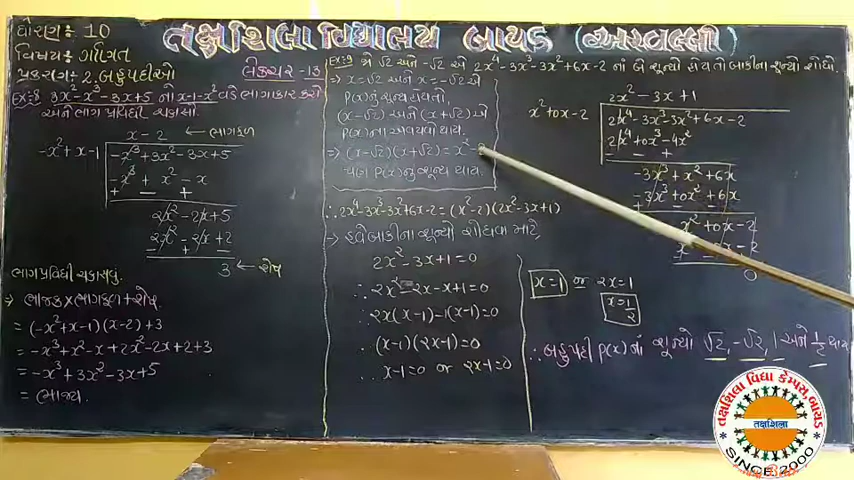 તક્ષશિલા વિદ્યાલય બાયડ (અરવલ્લી)
ધોરણ : 10
વિષય : ગણિત
પ્રકરણ : 2. બહુપદીઓ
લેક્ચર - 13
Ex:8 3x²-x³-3x+5 નો x-1-x² વડે ભાગાકાર કરો
અને ભાગ પ્રવિધી ચકાસો.
x-2 ← ભાગફળ
-x²+x-1
-x³+3x²-3x+5
-x³+x²-x
+ - +
2x²-2x+5
2x²-2x+2
- + -
3 ← શેષ
ભાગ પ્રવિધી ચકાસવુ.
⇒ ભાજક × ભાગફળ + શેષ
= (-x²+x-1)(x-2)+3
= -x³+x²-x+2x²-2x+2+3
= -x³+3x²-3x+5
= ભાજ્ય.
Ex:9 જો √2 અને -√2 એ 2x⁴-3x³-3x²+6x-2 નાં બે શૂન્યો હોય તો બાકીના શૂન્યો શોધો.
⇒ x=√2 અને x=-√2 એ
P(x)નું શૂન્ય હોય તો,
(x-√2) અને (x+√2) એ
P(x)ના અવયવો થાય.
⇒ (x-√2)(x+√2)=x²-
પણ P(x)નું શૂન્ય થાય.
∴ 2x⁴-3x³-3x²+6x-2=(x²-2)(2x²-3x+1)
⇒ હવે બાકીના શૂન્યો શોધવા માટે,
2x²-3x+1=0
∴ 2x²-2x-x+1=0
∴ 2x(x-1)-1(x-1)=0
∴ (x-1)(2x-1)=0
∴ x-1=0 or 2x-1=0
2x²-3x+1
x²+0x-2
2x⁴-3x³-3x²+6x-2
2x⁴+0x³-4x²
- - +
-3x³+x²+6x
-3x³+0x²+6x
+ - -
x²+0x-2
0
x=1 or 2x=1
x=1/2
∴ બહુપદી P(x) નાં શૂન્યો √2, -√2, 1 અને 1/2 થાય
તક્ષશિલા વિદ્યા કેમ્પસ, બાયડ
તક્ષશિલા
SINCE 2000